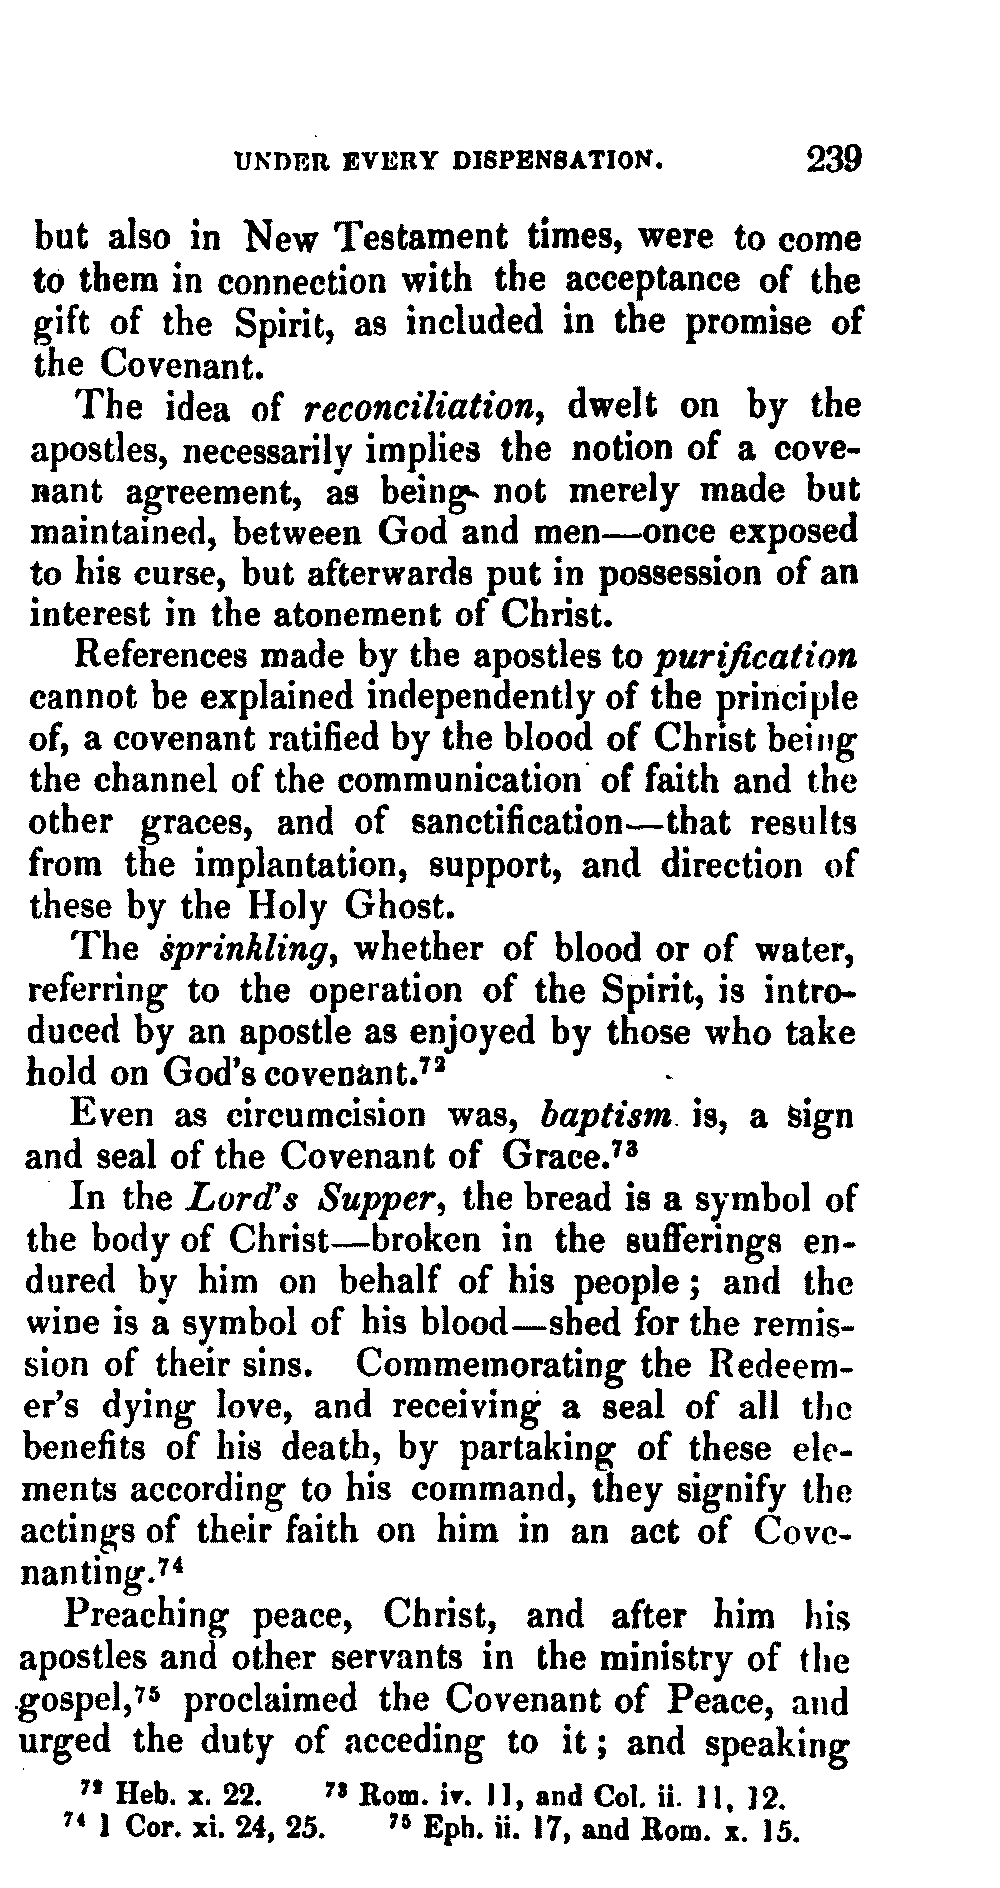 UNDER EVERY DISPENSATION. 239
but also in New Testament times, were to come
to them in connection with the acceptance of the
gift of the Spirit, as included in the promise of
the Covenant.
The idea of reconciliation, dwelt on by the
apostles, necessarily implies the notion of a cove-
nant agreement, as being not merely made but
maintained, between God and men—once exposed
to his curse, but afterwards put in possession of an
interest in the atonement of Christ.
References made by the apostles to purification
cannot be explained independently of the principle
of, a covenant ratified by the blood of Christ being
the channel of the communication of faith and the
other graces, and of sanctification—that results
from the implantation, support, and direction of
these by the Holy Ghost.
The sprinkling, whether of blood or of water,
referring to the operation of the Spirit, is intro-
duced by an apostle as enjoyed by those who take
hold on God's covenant.⁷²
Even as circumcision was, baptism is, a sign
and seal of the Covenant of Grace.⁷³
In the Lord's Supper, the bread is a symbol of
the body of Christ—broken in the sufferings en-
dured by him on behalf of his people; and the
wine is a symbol of his blood—shed for the remis-
sion of their sins. Commemorating the Redeem-
er's dying love, and receiving a seal of all the
benefits of his death, by partaking of these ele-
ments according to his command, they signify the
actings of their faith on him in an act of Cove-
nanting.⁷⁴
Preaching peace, Christ, and after him his
apostles and other servants in the ministry of the
gospel,⁷⁵ proclaimed the Covenant of Peace, and
urged the duty of acceding to it; and speaking
⁷² Heb. x. 22. ⁷³ Rom. iv. 11, and Col. ii. 11, 12.
⁷⁴ 1 Cor. xi. 24, 25. ⁷⁵ Eph. ii. 17, and Rom. x. 15.